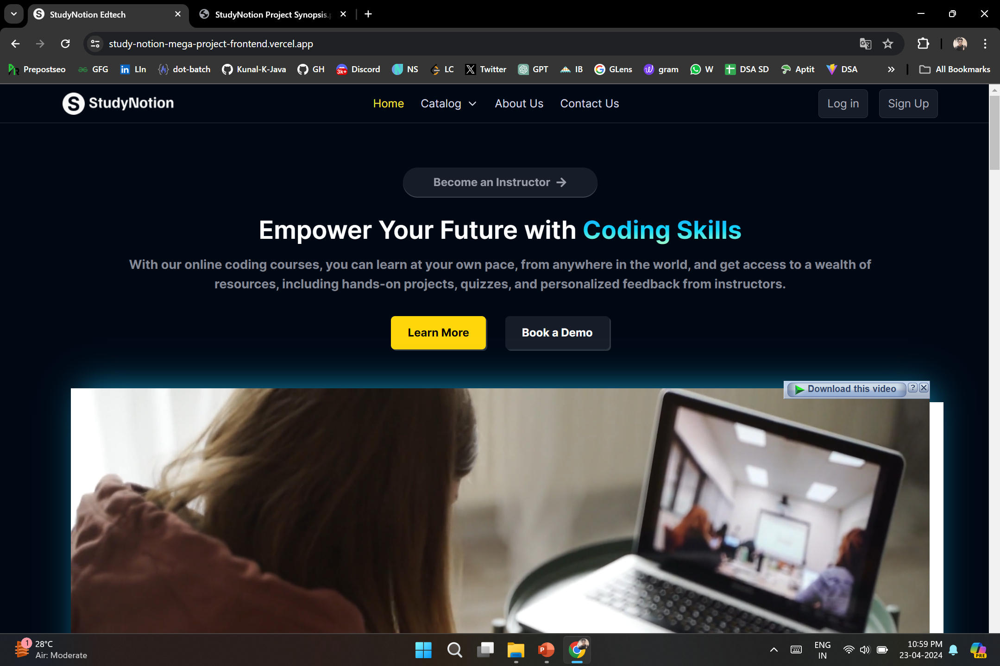 StudyNotion Edtech
StudyNotion Project Synopsis.
study-notion-mega-project-frontend.vercel.app
Prepostseo GFG LIn dot-batch Kunal-K-Java GH 3k+ Discord NS LC Twitter GPT IB GLens gram W DSA SD Aptit DSA All Bookmarks
S StudyNotion Home Catalog About Us Contact Us Log in Sign Up
Become an Instructor
Empower Your Future with Coding Skills
With our online coding courses, you can learn at your own pace, from anywhere in the world, and get access to a wealth of
resources, including hands-on projects, quizzes, and personalized feedback from instructors.
Learn More Book a Demo
Download this video ?
1 28°C
Air: Moderate
P
ENG
IN
10:59 PM
23-04-2024
PRE